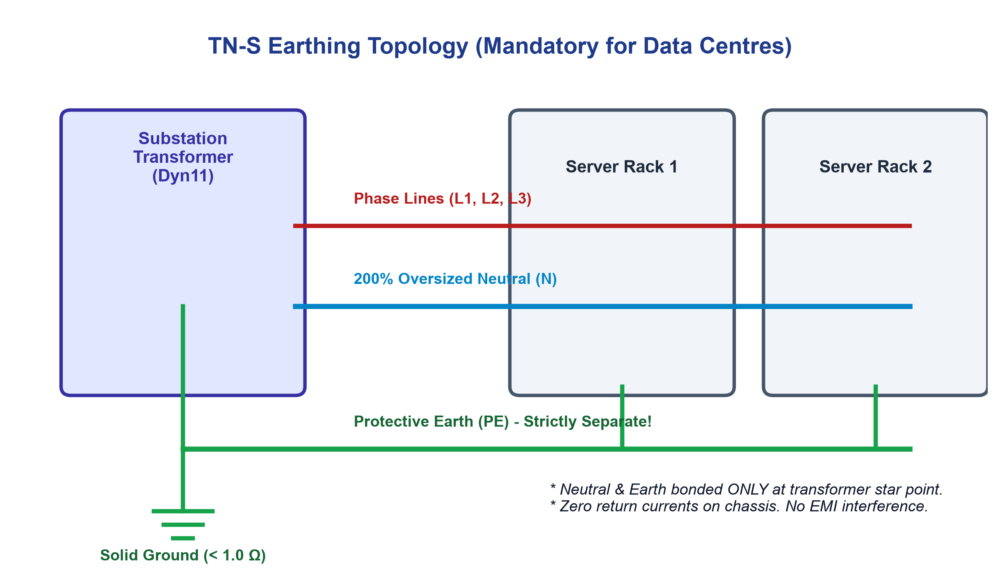 TN-S Earthing Topology (Mandatory for Data Centres)
Substation
Transformer
(Dyn11)
Server Rack 1
Server Rack 2
Phase Lines (L1, L2, L3)
200% Oversized Neutral (N)
Protective Earth (PE) - Strictly Separate!
* Neutral & Earth bonded ONLY at transformer star point.
* Zero return currents on chassis. No EMI interference.
Solid Ground (< 1.0 Ω)